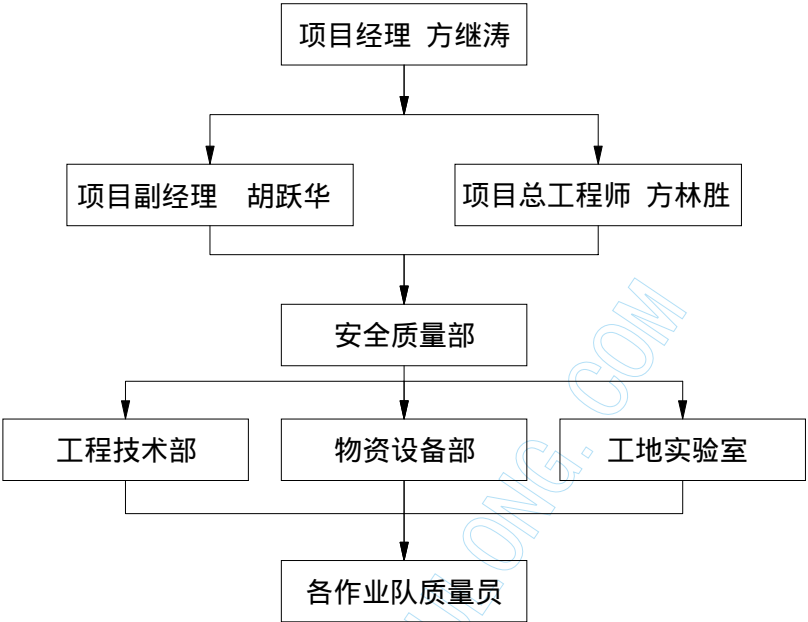 项目经理 方继涛
项目副经理 胡跃华
项目总工程师 方林胜
安全质量部
工程技术部
物资设备部
工地实验室
各作业队质量员
ULONG.COM